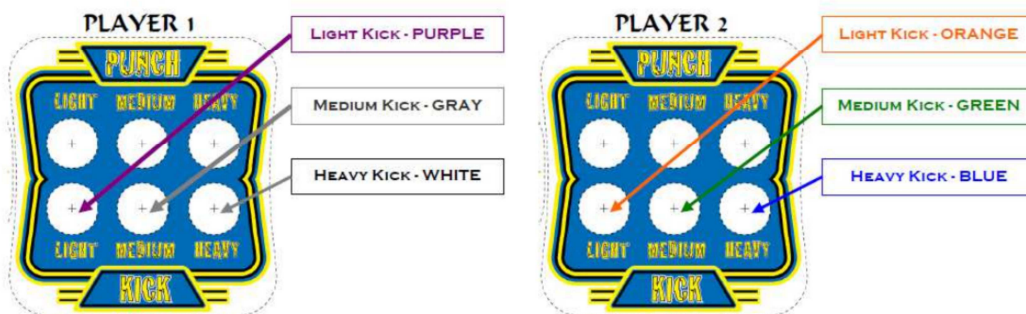 PLAYER 1
PUNCH
LIGHT MEDIUM HEAVY
LIGHT MEDIUM HEAVY
KICK
LIGHT KICK - PURPLE
MEDIUM KICK - GRAY
HEAVY KICK - WHITE
PLAYER 2
PUNCH
LIGHT MEDIUM HEAVY
LIGHT MEDIUM HEAVY
KICK
LIGHT KICK - ORANGE
MEDIUM KICK - GREEN
HEAVY KICK - BLUE